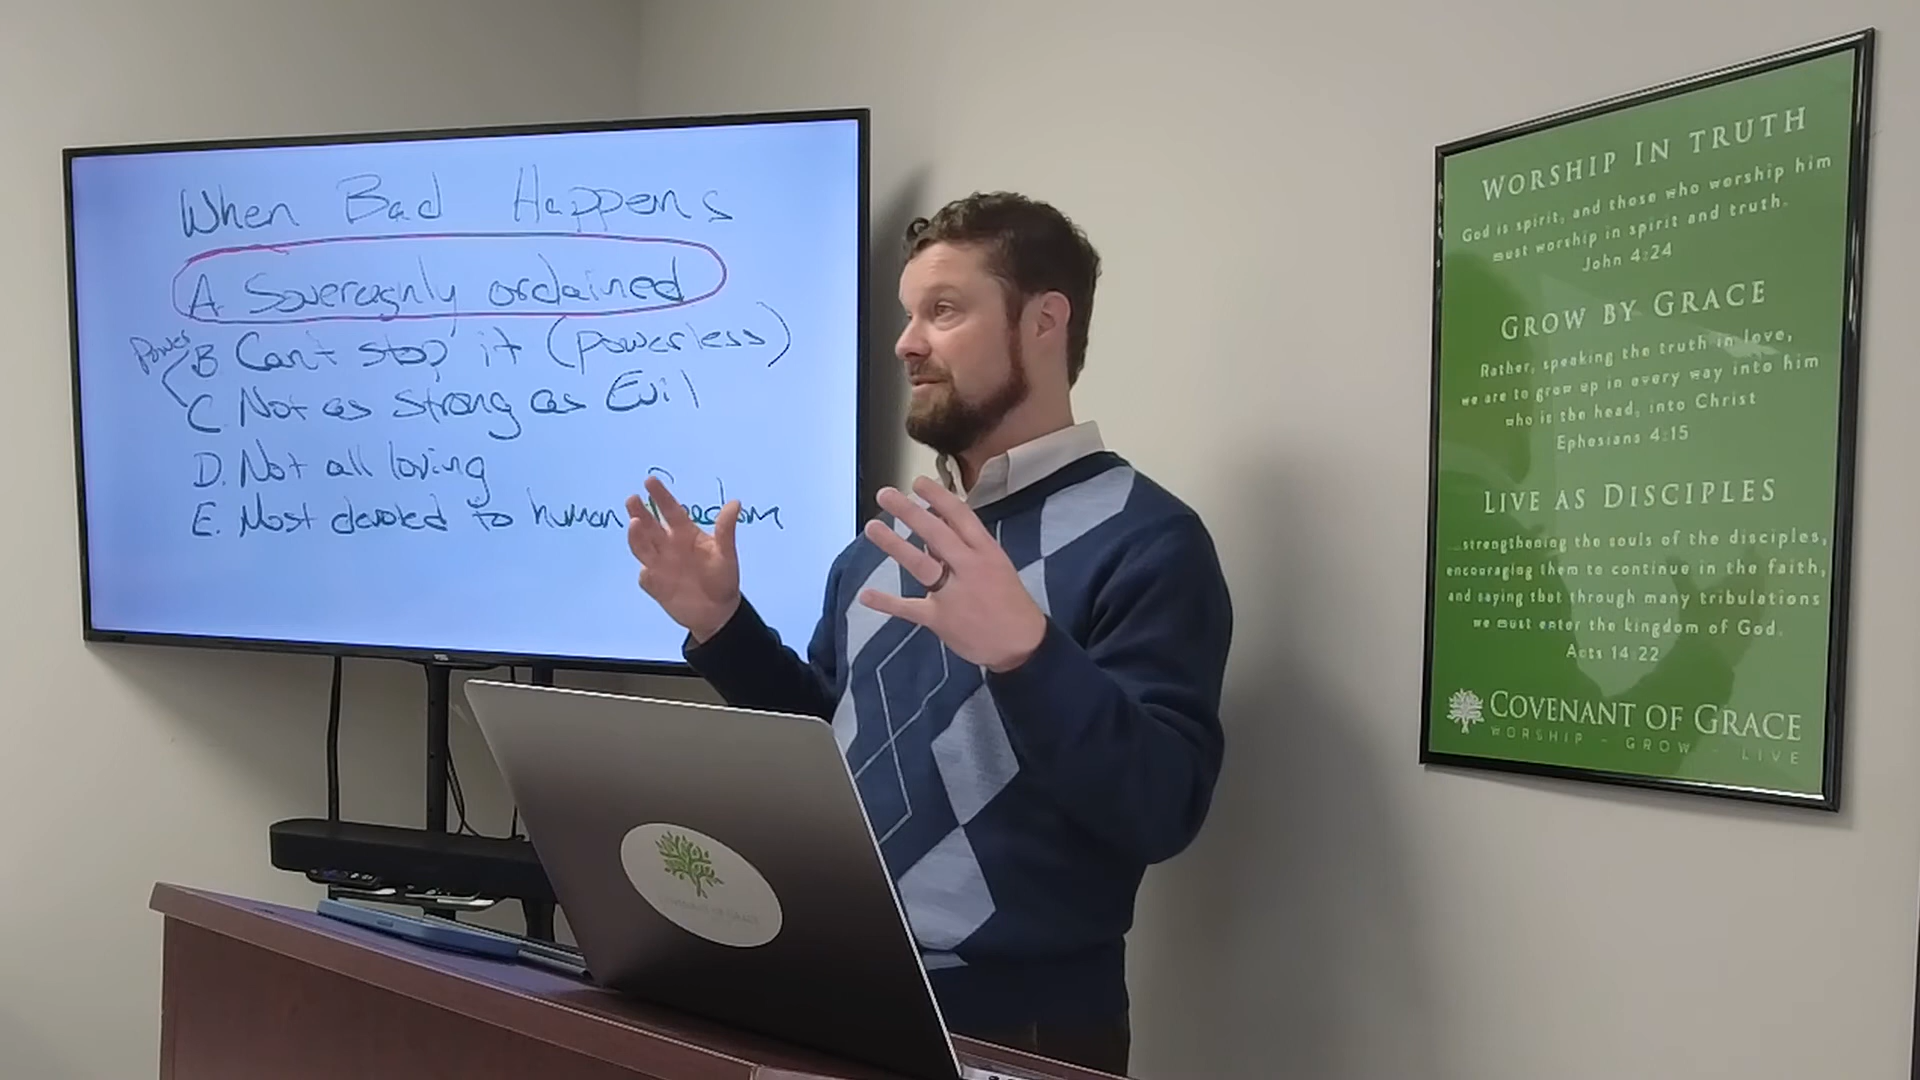 When Bad Happens
A Sovereignly ordained
Power
B Can't stop it (powerless)
C. Not as strong as Evil
D. Not all loving
E. Most devoted to human freedom
WORSHIP IN TRUTH
God is spirit, and those who worship him
must worship in spirit and truth.
John 4:24
GROW BY GRACE
Rather, speaking the truth in love,
we are to grow up in every way into him
who is the head, into Christ
Ephesians 4:15
LIVE AS DISCIPLES
...strengthening the souls of the disciples,
encouraging them to continue in the faith,
and saying that through many tribulations
we must enter the kingdom of God.
Acts 14:22
COVENANT OF GRACE
WORSHIP - GROW - LIVE
COVENANT OF GRACE